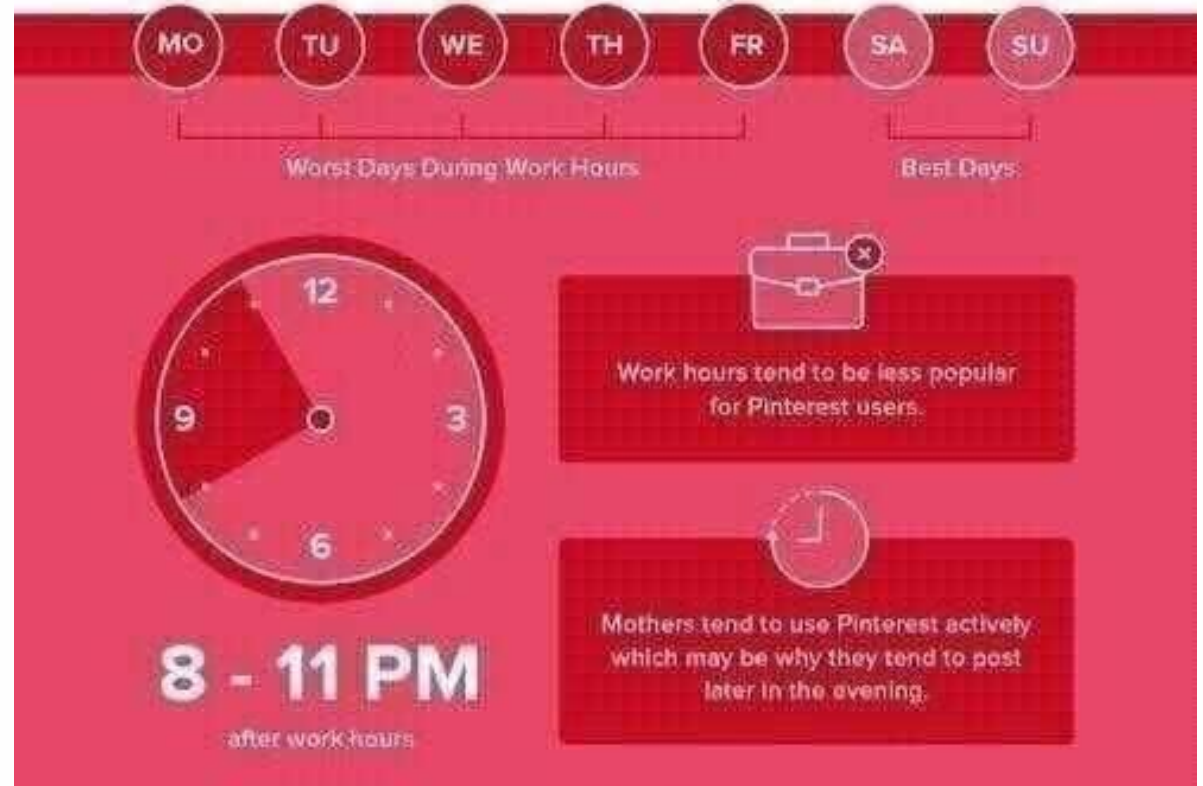 MO TU WE TH FR SA SU
Worst Days During Work Hours
Best Days
12
9
3
6
8 - 11 PM
after work hours
Work hours tend to be less popular
for Pinterest users.
Mothers tend to use Pinterest actively
which may be why they tend to post
later in the evening.